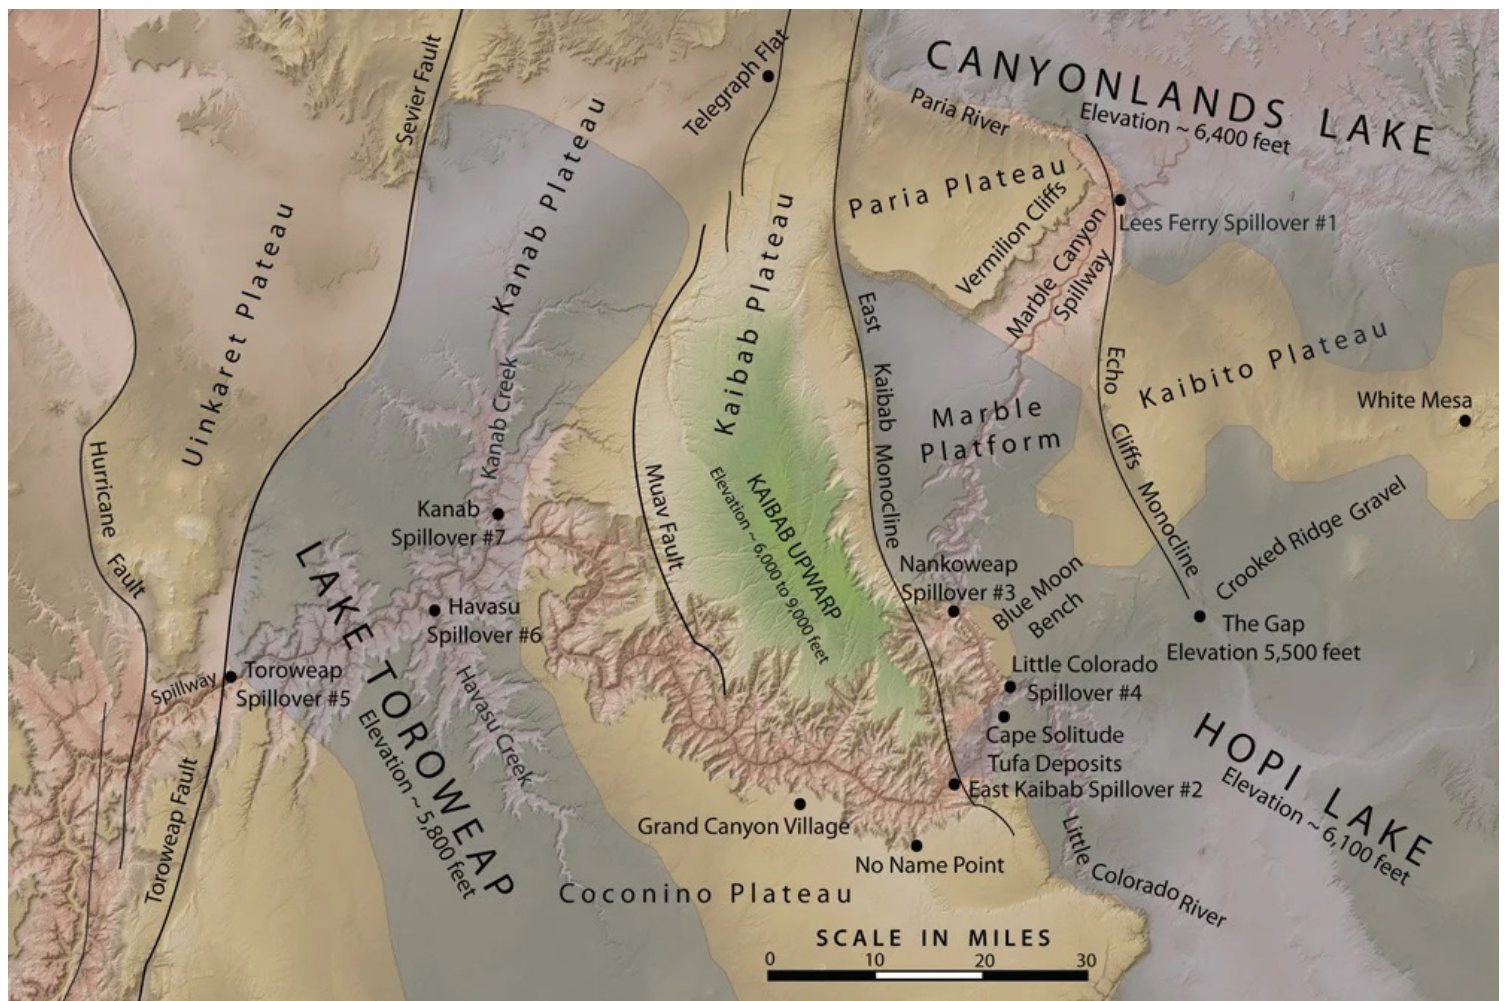 CANYONLANDS LAKE
Elevation ~ 6,400 feet
Sevier Fault
Telegraph Flat
Kanab Plateau
Paria River
Paria Plateau
Vermilion Cliffs
Marble Canyon
Spillway
Lees Ferry Spillover #1
Uinkaret Plateau
Kaibab Plateau
East Kaibab Monocline
Echo Cliffs Monocline
Kaibito Plateau
White Mesa
Marble
Platform
Kanab Creek
Hurricane Fault
Muav Fault
KAIBAB UPWARP
Elevation ~ 6,000 to 9,000 feet
Kanab
Spillover #7
Crooked Ridge Gravel
Nankoweap
Spillover #3
Blue Moon
Bench
Havasu
Spillover #6
LAKE TOROWEAP
Elevation ~ 5,800 feet
The Gap
Elevation 5,500 feet
Little Colorado
Spillover #4
Spillway
Toroweap
Spillover #5
Havasu Creek
Cape Solitude
Tufa Deposits
East Kaibab Spillover #2
HOPI LAKE
Elevation ~ 6,100 feet
Toroweap Fault
Grand Canyon Village
No Name Point
Little Colorado River
Coconino Plateau
SCALE IN MILES
0 10 20 30